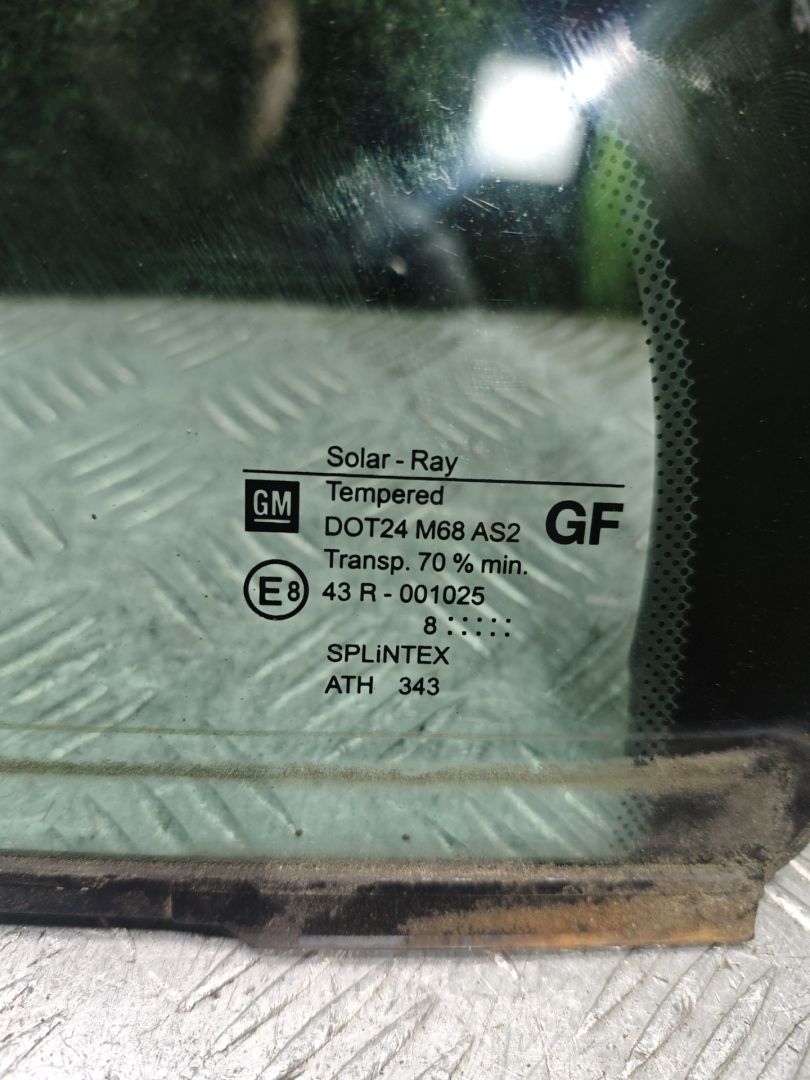 Solar - Ray
GM Tempered
DOT24 M68 AS2 GF
Transp. 70 % min.
E8 43 R - 001025
8 :::::
SPLiNTEX
ATH 343